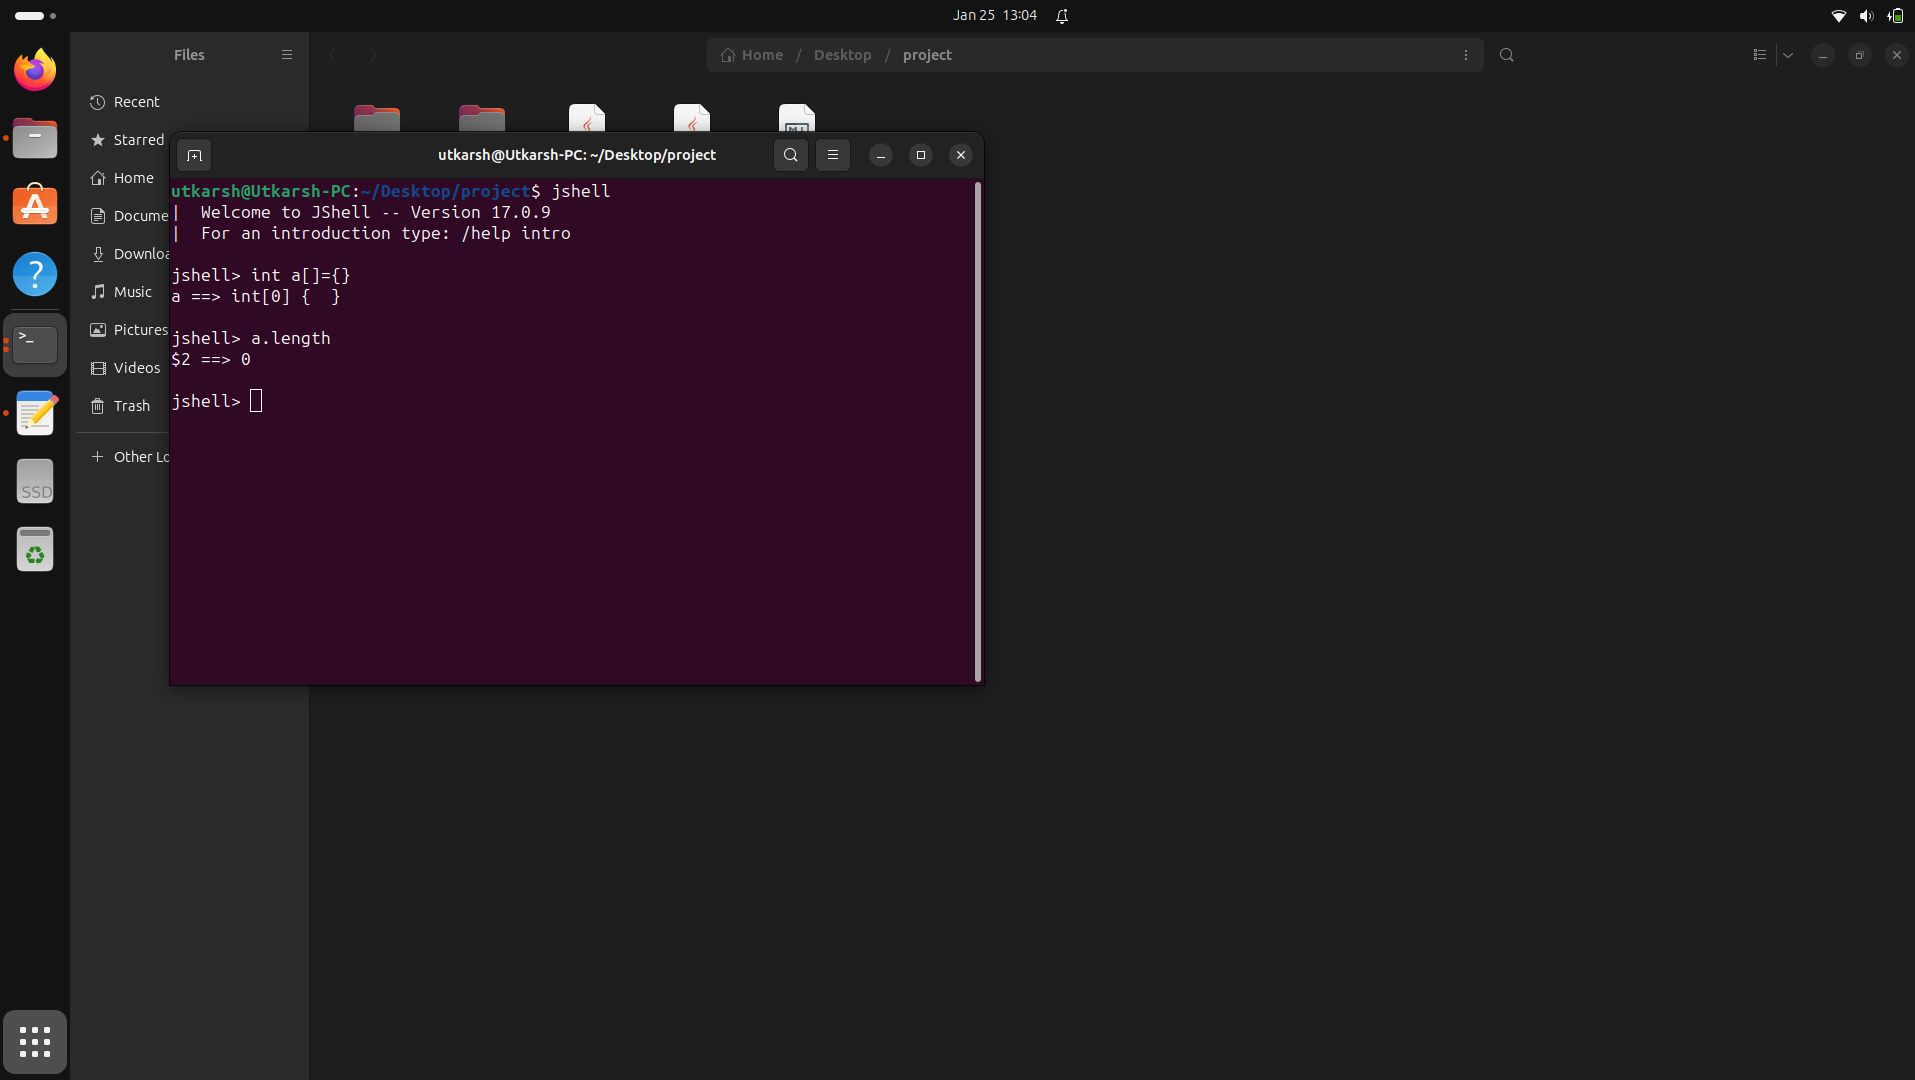 Jan 25 13:04
Files
Home / Desktop / project
Recent
Starred
Home
Docume
Downloa
Music
Pictures
Videos
Trash
Other Lo
SSD
utkarsh@Utkarsh-PC: ~/Desktop/project
utkarsh@Utkarsh-PC:~/Desktop/project$ jshell
|  Welcome to JShell -- Version 17.0.9
|  For an introduction type: /help intro
jshell> int a[]={}
a ==> int[0] {  }
jshell> a.length
$2 ==> 0
jshell>